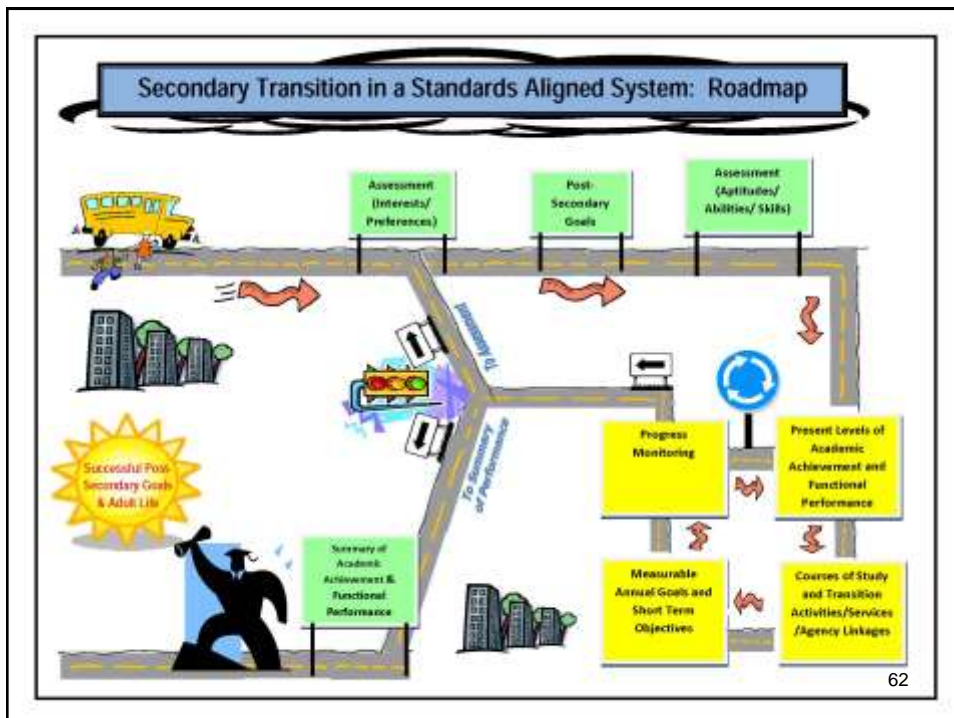 Secondary Transition in a Standards Aligned System: Roadmap
Assessment
(Interests/
Preferences)
Post-
Secondary
Goals
Assessment
(Aptitudes/
Abilities/ Skills)
To Assessment
To Summary
of Performance
Progress
Monitoring
Present Levels of
Academic
Achievement and
Functional
Performance
Successful Post-
Secondary Goals
& Adult Life
Summary of
Academic
Achievement &
Functional
Performance
Measurable
Annual Goals and
Short Term
Objectives
Courses of Study
and Transition
Activities/Services
/Agency Linkages
62